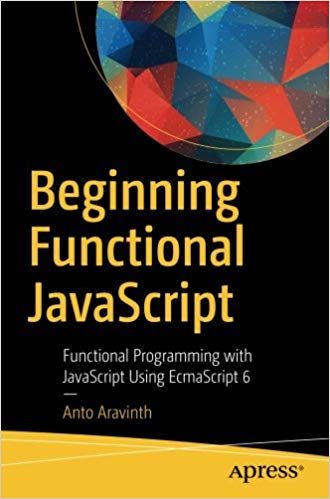 Beginning
Functional
JavaScript
Functional Programming with
JavaScript Using EcmaScript 6
—
Anto Aravinth
Apress®